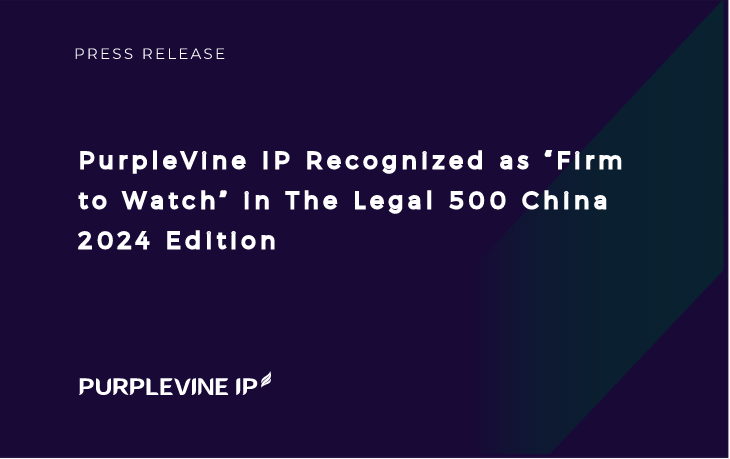 PRESS RELEASE
PurpleVine IP Recognized as ‘Firm
to Watch’ in The Legal 500 China
2024 Edition
PURPLEVINE IP